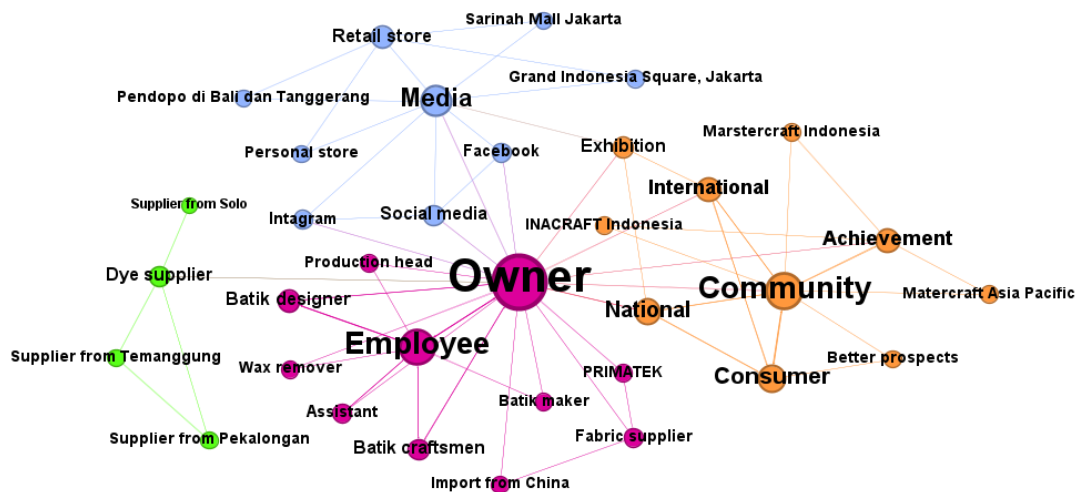 Sarinah Mall Jakarta
Retail store
Grand Indonesia Square, Jakarta
Pendopo di Bali dan Tanggerang
Media
Marstercraft Indonesia
Exhibition
Personal store
Facebook
International
Supplier from Solo
Intagram
Social media
INACRAFT Indonesia
Achievement
Production head
Dye supplier
Owner
Community
Matercraft Asia Pacific
Batik designer
National
Employee
Supplier from Temanggung
Better prospects
Wax remover
PRIMATEK
Consumer
Batik maker
Assistant
Supplier from Pekalongan
Fabric supplier
Batik craftsmen
Import from China